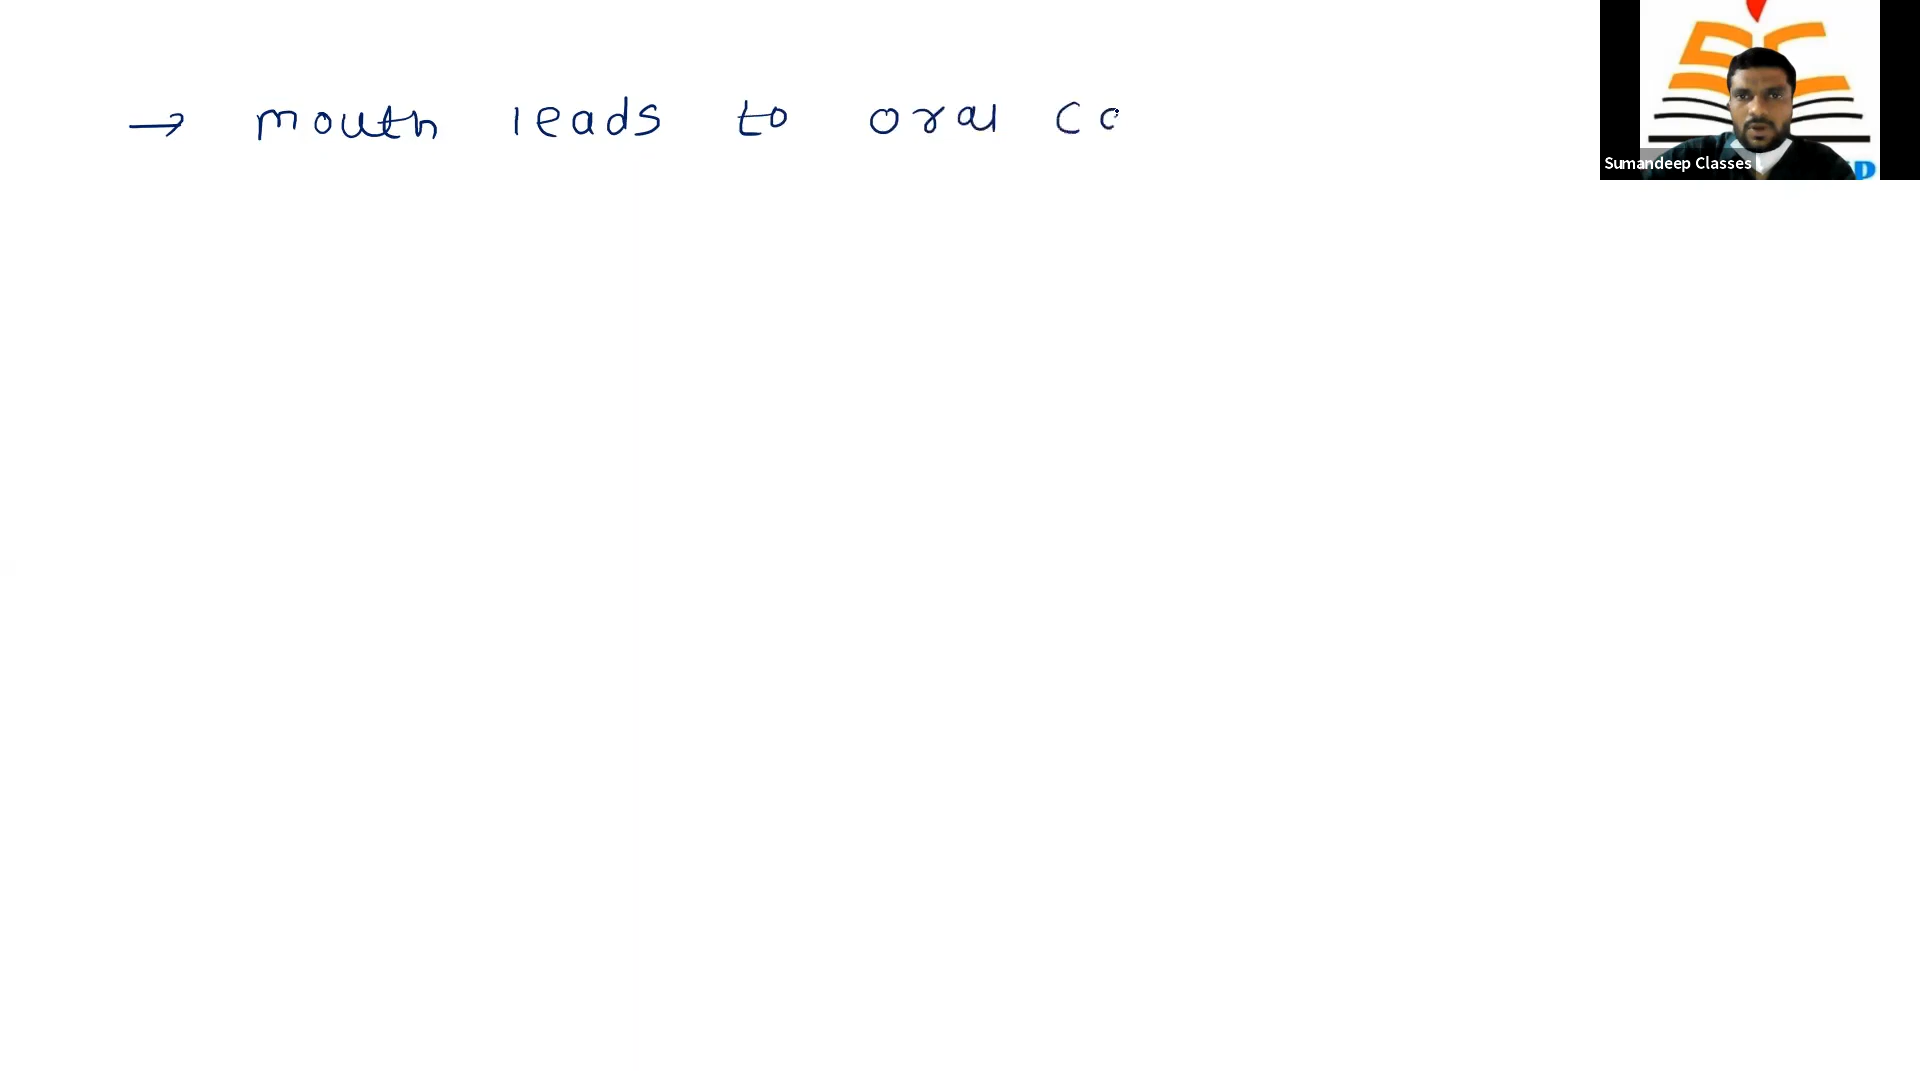 → mouth leads to oral
Sumandeep Classes
P